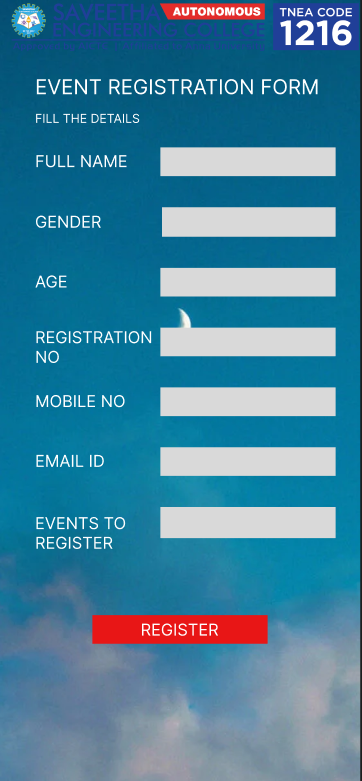 SAVEETHA
AUTONOMOUS
ENGINEERING COLLEGE
TNEA CODE
1216
EVENT REGISTRATION FORM
FILL THE DETAILS
FULL NAME
GENDER
AGE
REGISTRATION
NO
MOBILE NO
EMAIL ID
EVENTS TO
REGISTER
REGISTER